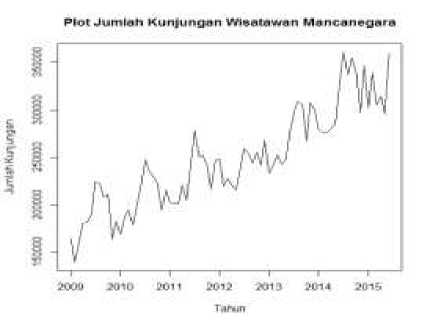 Plot Jumlah Kunjungan Wisatawan Mancanegara
Jumlah Kunjungan
350000
300000
250000
200000
150000
2009 2010 2011 2012 2013 2014 2015
Tahun